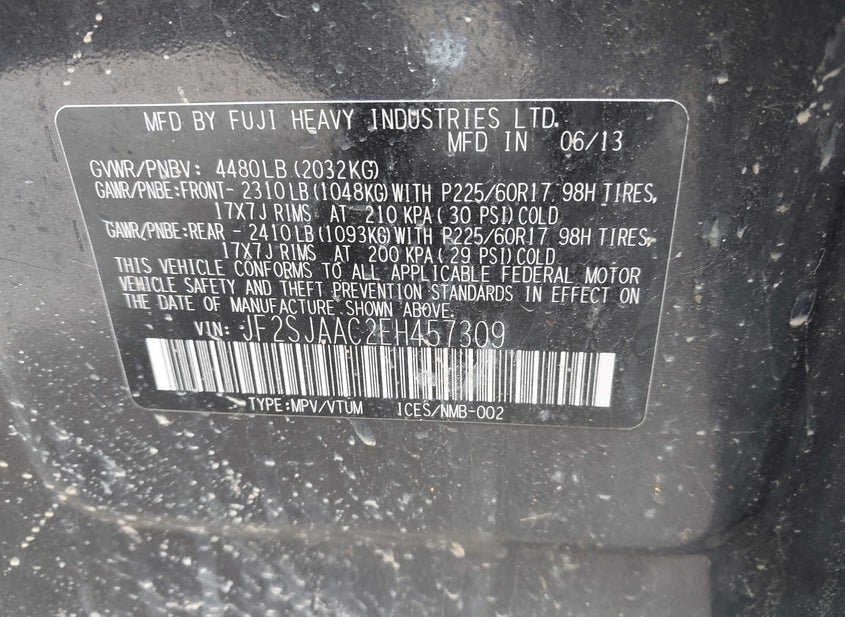 MFD BY FUJI HEAVY INDUSTRIES LTD.
MFD IN 06/13
GVWR/PNBV: 4480LB(2032KG)
GAWR/PNBE:FRONT- 2310LB(1048KG)WITH P225/60R17 98H TIRES,
17X7J RIMS AT 210 KPA(30 PSI)COLD
GAWR/PNBE:REAR - 2410LB(1093KG)WITH P225/60R17 98H TIRES,
17X7J RIMS AT 200 KPA(29 PSI)COLD
THIS VEHICLE CONFORMS TO ALL APPLICABLE FEDERAL MOTOR
VEHICLE SAFETY AND THEFT PREVENTION STANDARDS IN EFFECT ON
THE DATE OF MANUFACTURE SHOWN ABOVE.
VIN: JF2SJAAC2EH457309
TYPE:MPV/VTUM ICES/NMB-002